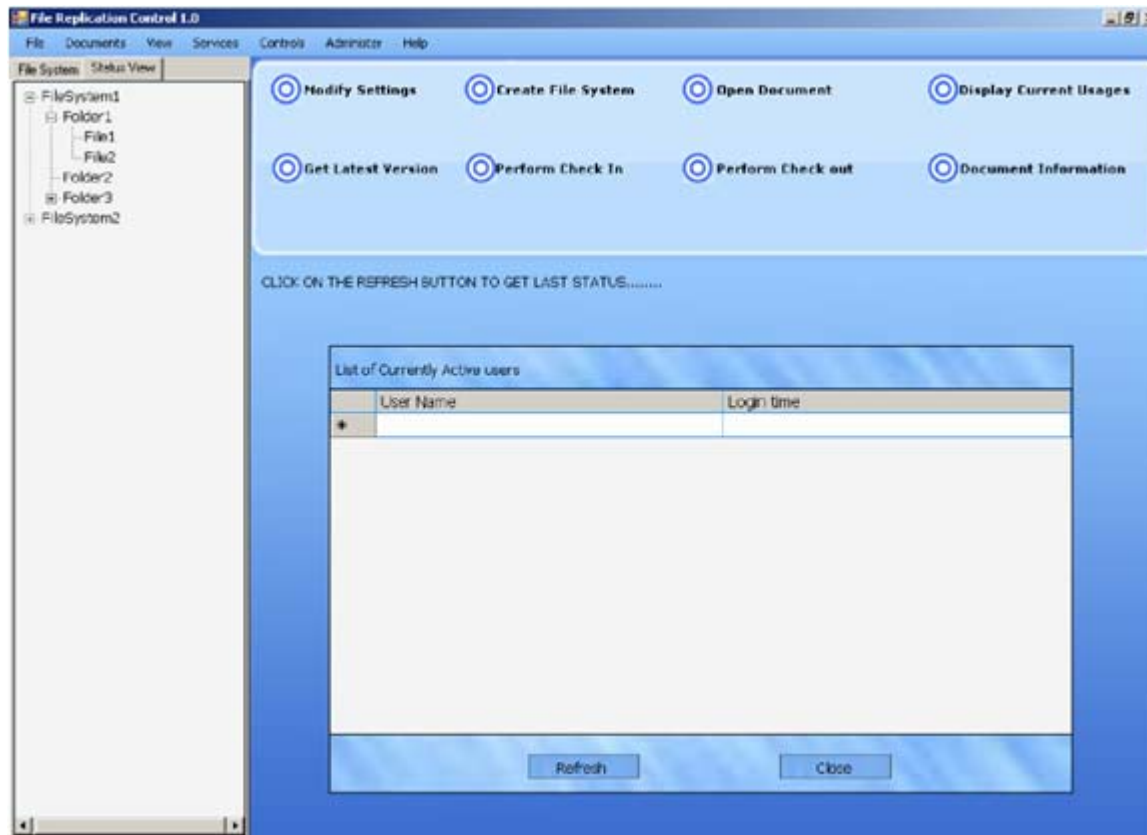 File Replication Control 1.0
File Documents View Services Controls Administer Help
File System Status View
FileSystem1
Folder1
File1
File2
Folder2
Folder3
FileSystem2
Modify Settings Create File System Open Document Display Current Usages
Get Latest Version Perform Check In Perform Check out Document Information
CLICK ON THE REFRESH BUTTON TO GET LAST STATUS.........
List of Currently Active users
User Name Login time
Refresh Close